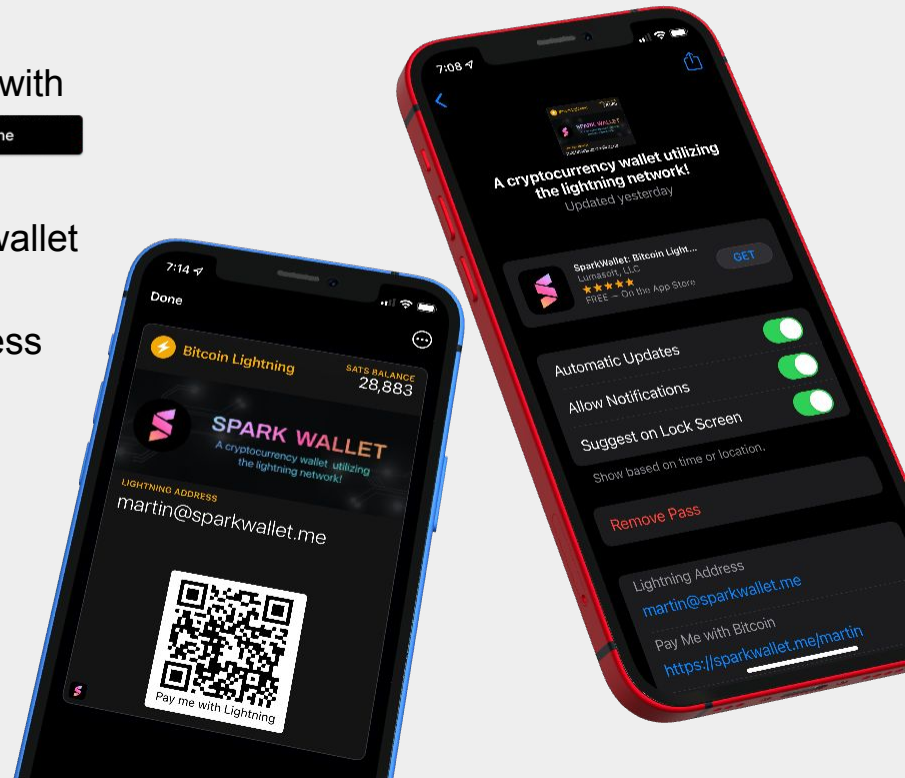 with
ne
wallet
ess
7:14
Done
Bitcoin Lightning
SATS BALANCE
28,883
SPARK WALLET
A cryptocurrency wallet utilizing
the lightning network!
LIGHTNING ADDRESS
martin@sparkwallet.me
Pay me with Lightning
7:08
SPARK WALLET
A cryptocurrency wallet utilizing
the lightning network!
Updated yesterday
SparkWallet: Bitcoin Light...
Lumasoft, LLC
FREE – On the App Store
GET
Automatic Updates
Allow Notifications
Suggest on Lock Screen
Show based on time or location.
Remove Pass
Lightning Address
martin@sparkwallet.me
Pay Me with Bitcoin
https://sparkwallet.me/martin